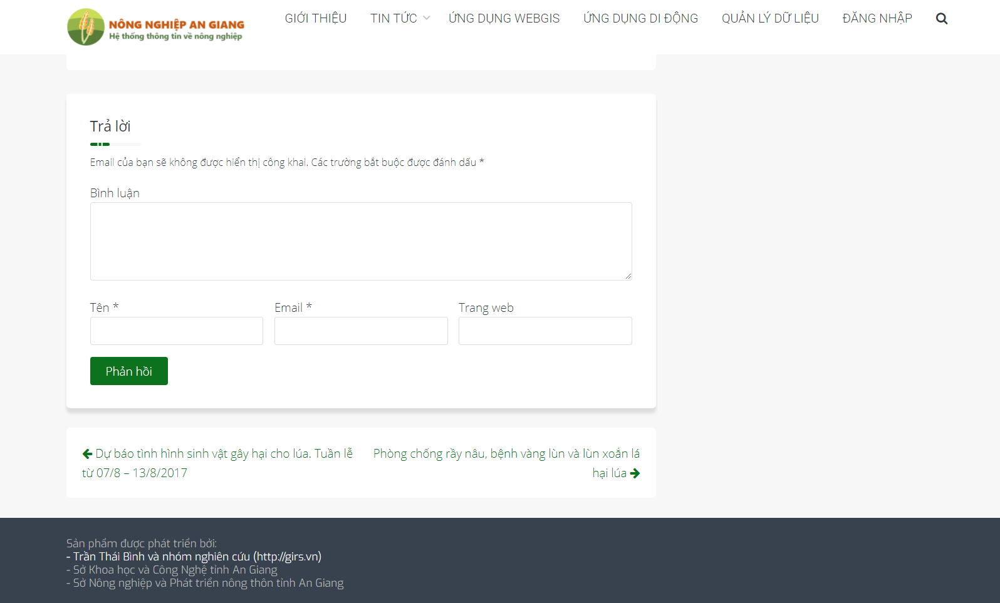 NÔNG NGHIỆP AN GIANG
Hệ thống thông tin về nông nghiệp
GIỚI THIỆU
TIN TỨC
ỨNG DỤNG WEBGIS
ỨNG DỤNG DI ĐỘNG
QUẢN LÝ DỮ LIỆU
ĐĂNG NHẬP
Trả lời
Email của bạn sẽ không được hiển thị công khai. Các trường bắt buộc được đánh dấu *
Bình luận
Tên *
Email *
Trang web
Phản hồi
Dự báo tình hình sinh vật gây hại cho lúa. Tuần lễ
từ 07/8 – 13/8/2017
Phòng chống rầy nâu, bệnh vàng lùn và lùn xoắn lá
hại lúa
Sản phẩm được phát triển bởi:
- Trần Thái Bình và nhóm nghiên cứu (http://girs.vn)
- Sở Khoa học và Công Nghệ tỉnh An Giang
- Sở Nông nghiệp và Phát triển nông thôn tỉnh An Giang